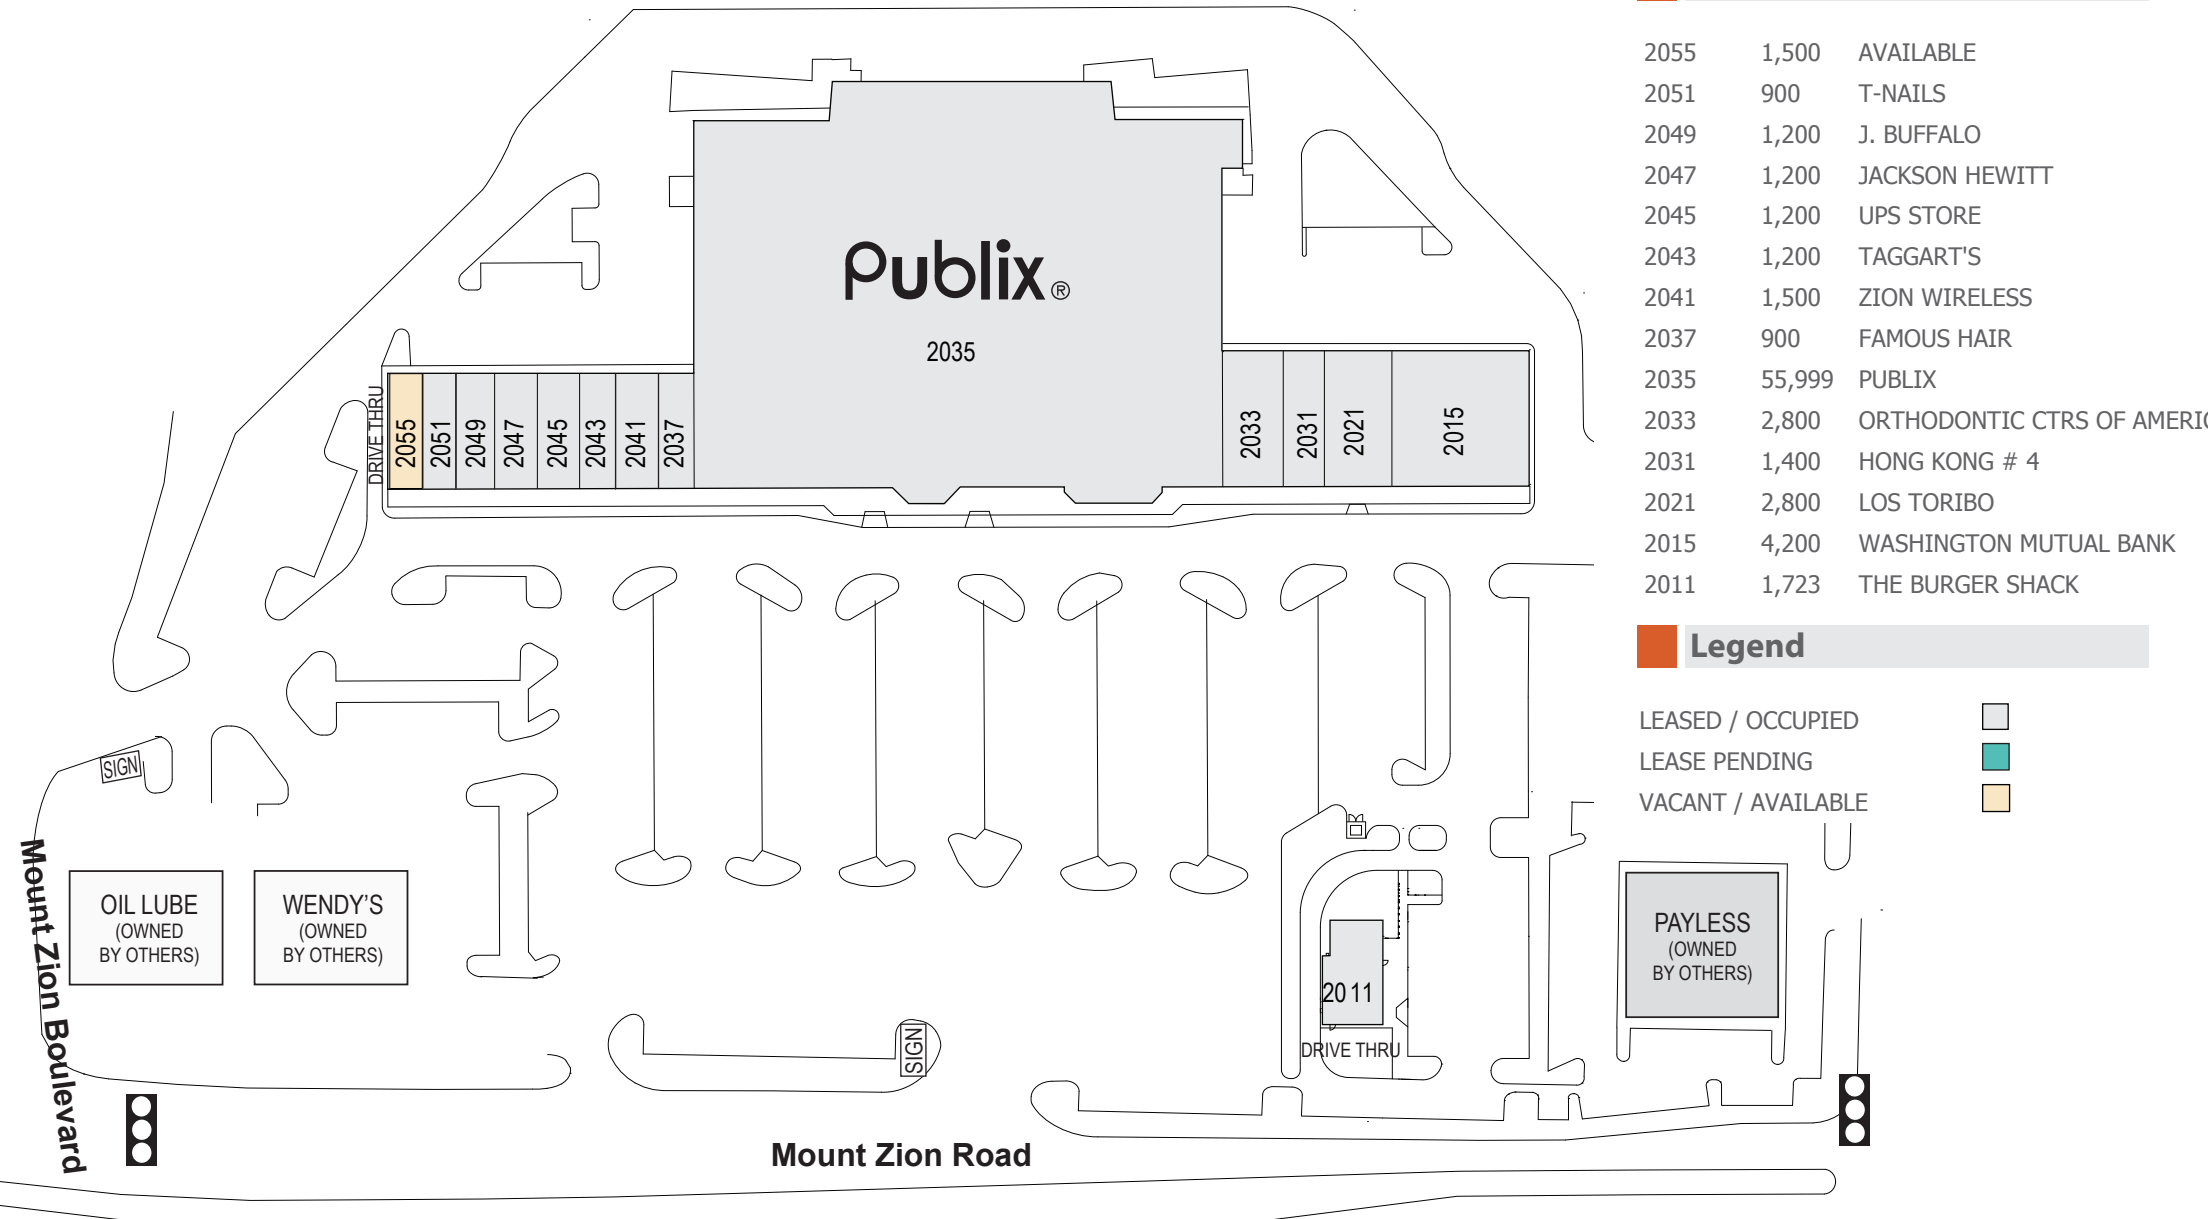 2055 1,500 AVAILABLE
2051 900 T-NAILS
2049 1,200 J. BUFFALO
2047 1,200 JACKSON HEWITT
2045 1,200 UPS STORE
2043 1,200 TAGGART'S
2041 1,500 ZION WIRELESS
2037 900 FAMOUS HAIR
2035 55,999 PUBLIX
2033 2,800 ORTHODONTIC CTRS OF
2031 1,400 HONG KONG # 4
2021 2,800 LOS TORIBO
2015 4,200 WASHINGTON MUTUAL BANK
2011 1,723 THE BURGER SHACK
Legend
LEASED / OCCUPIED
LEASE PENDING
VACANT / AVAILABLE
Publix®
2035
DRIVE THRU
2055
2051
2049
2047
2045
2043
2041
2037
2033
2031
2021
2015
SIGN
Mount Zion Boulevard
OIL LUBE
(OWNED
BY OTHERS)
WENDY'S
(OWNED
BY OTHERS)
SIGN
2011
DRIVE THRU
PAYLESS
(OWNED
BY OTHERS)
Mount Zion Road